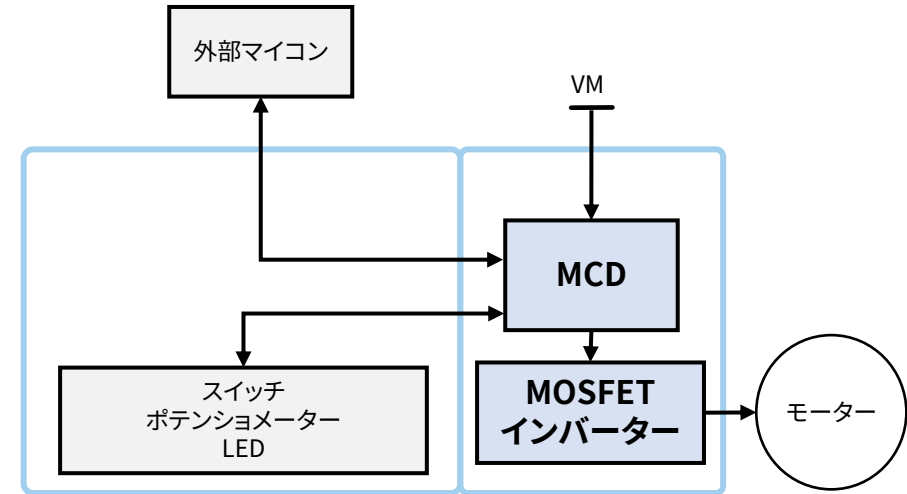 外部マイコン
VM
MCD
スイッチ
ポテンショメーター
LED
MOSFET
インバーター
モーター